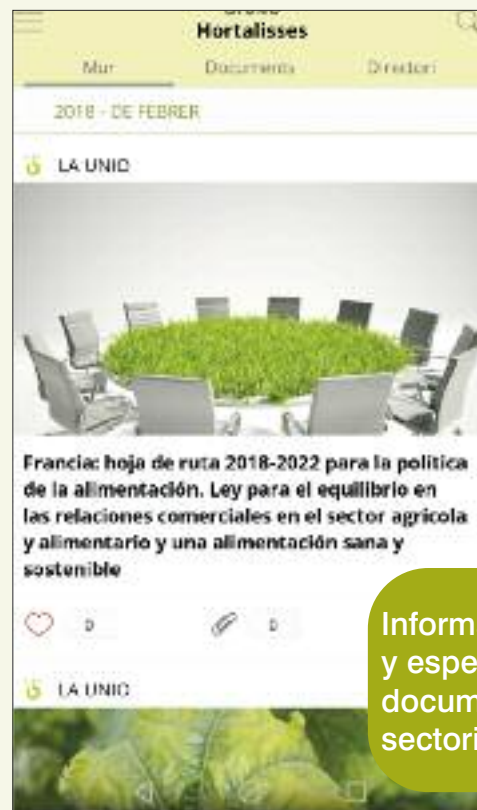 Hortalisses
Mur Documents Directori
2018 - DE FEBRER
LA UNIO
Francia: hoja de ruta 2018-2022 para la política
de la alimentación. Ley para el equilibrio en
las relaciones comerciales en el sector agrícola
y alimentario y una alimentación sana y
sostenible
0 0
LA UNIO
Inform
y espe
docum
sectori